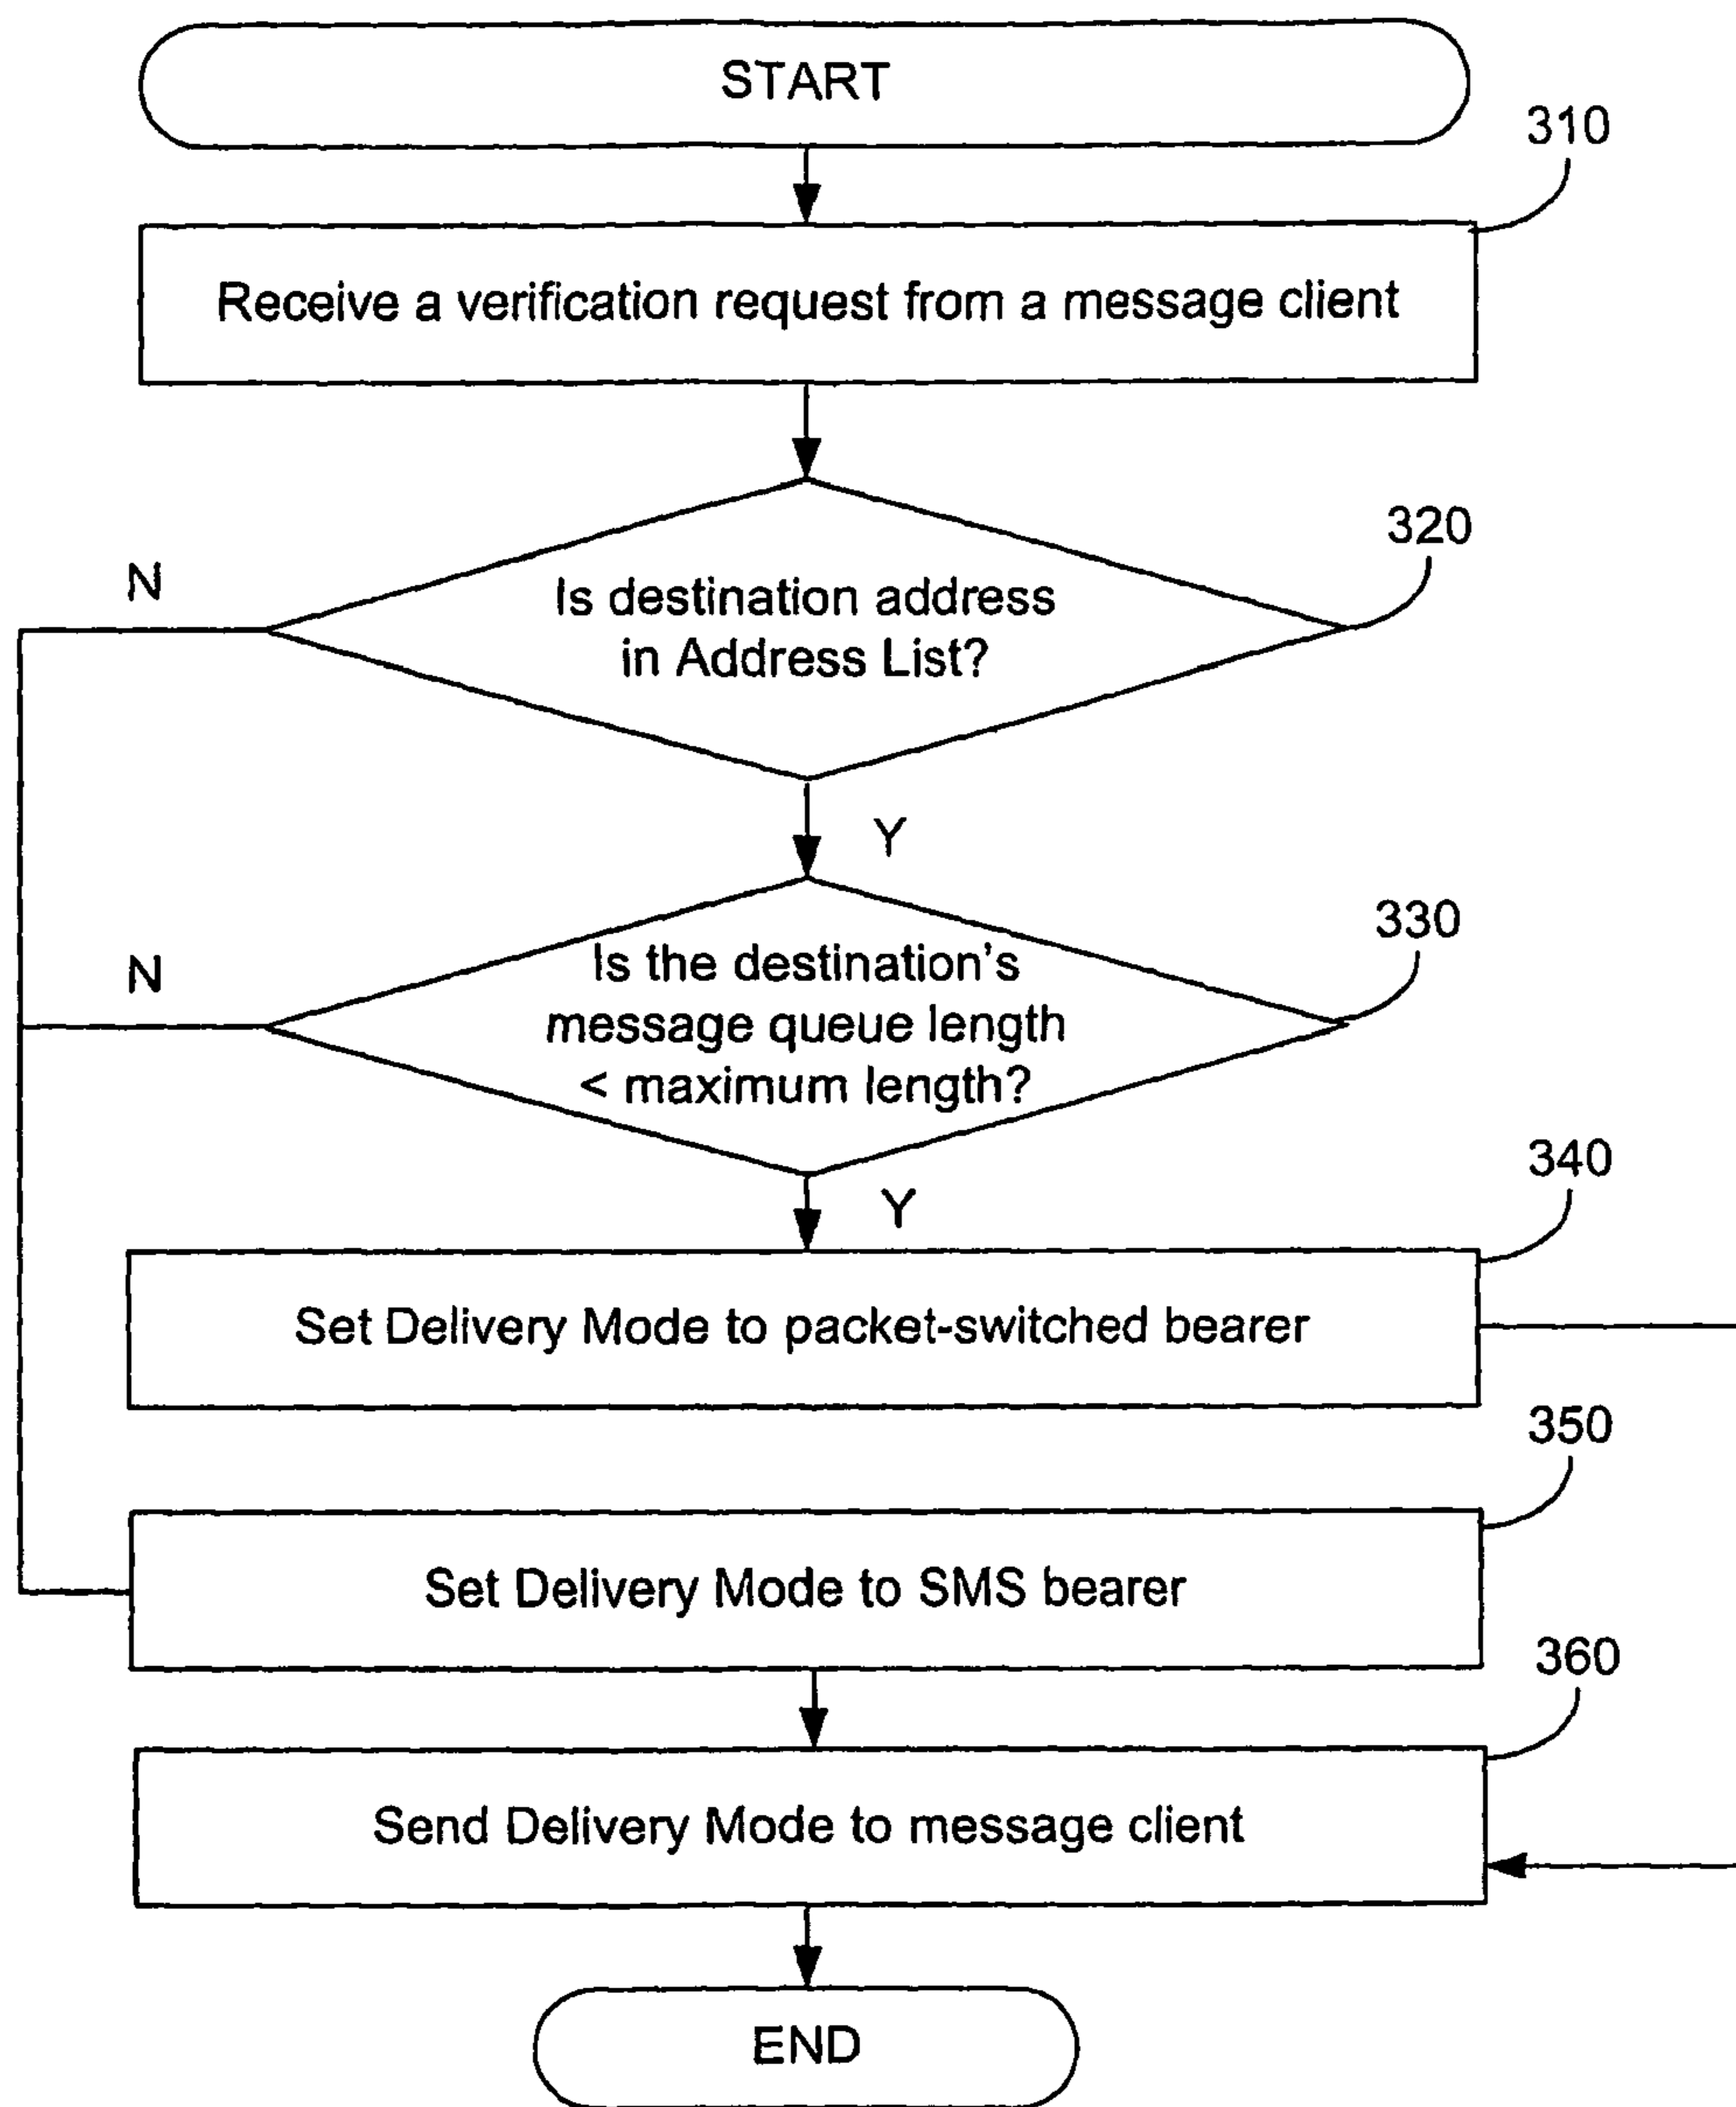 START
310
Receive a verification request from a message client
320
N
Is destination address
in Address List?
Y
330
N
Is the destination's
message queue length
< maximum length?
340
Y
Set Delivery Mode to packet-switched bearer
350
Set Delivery Mode to SMS bearer
360
Send Delivery Mode to message client
END